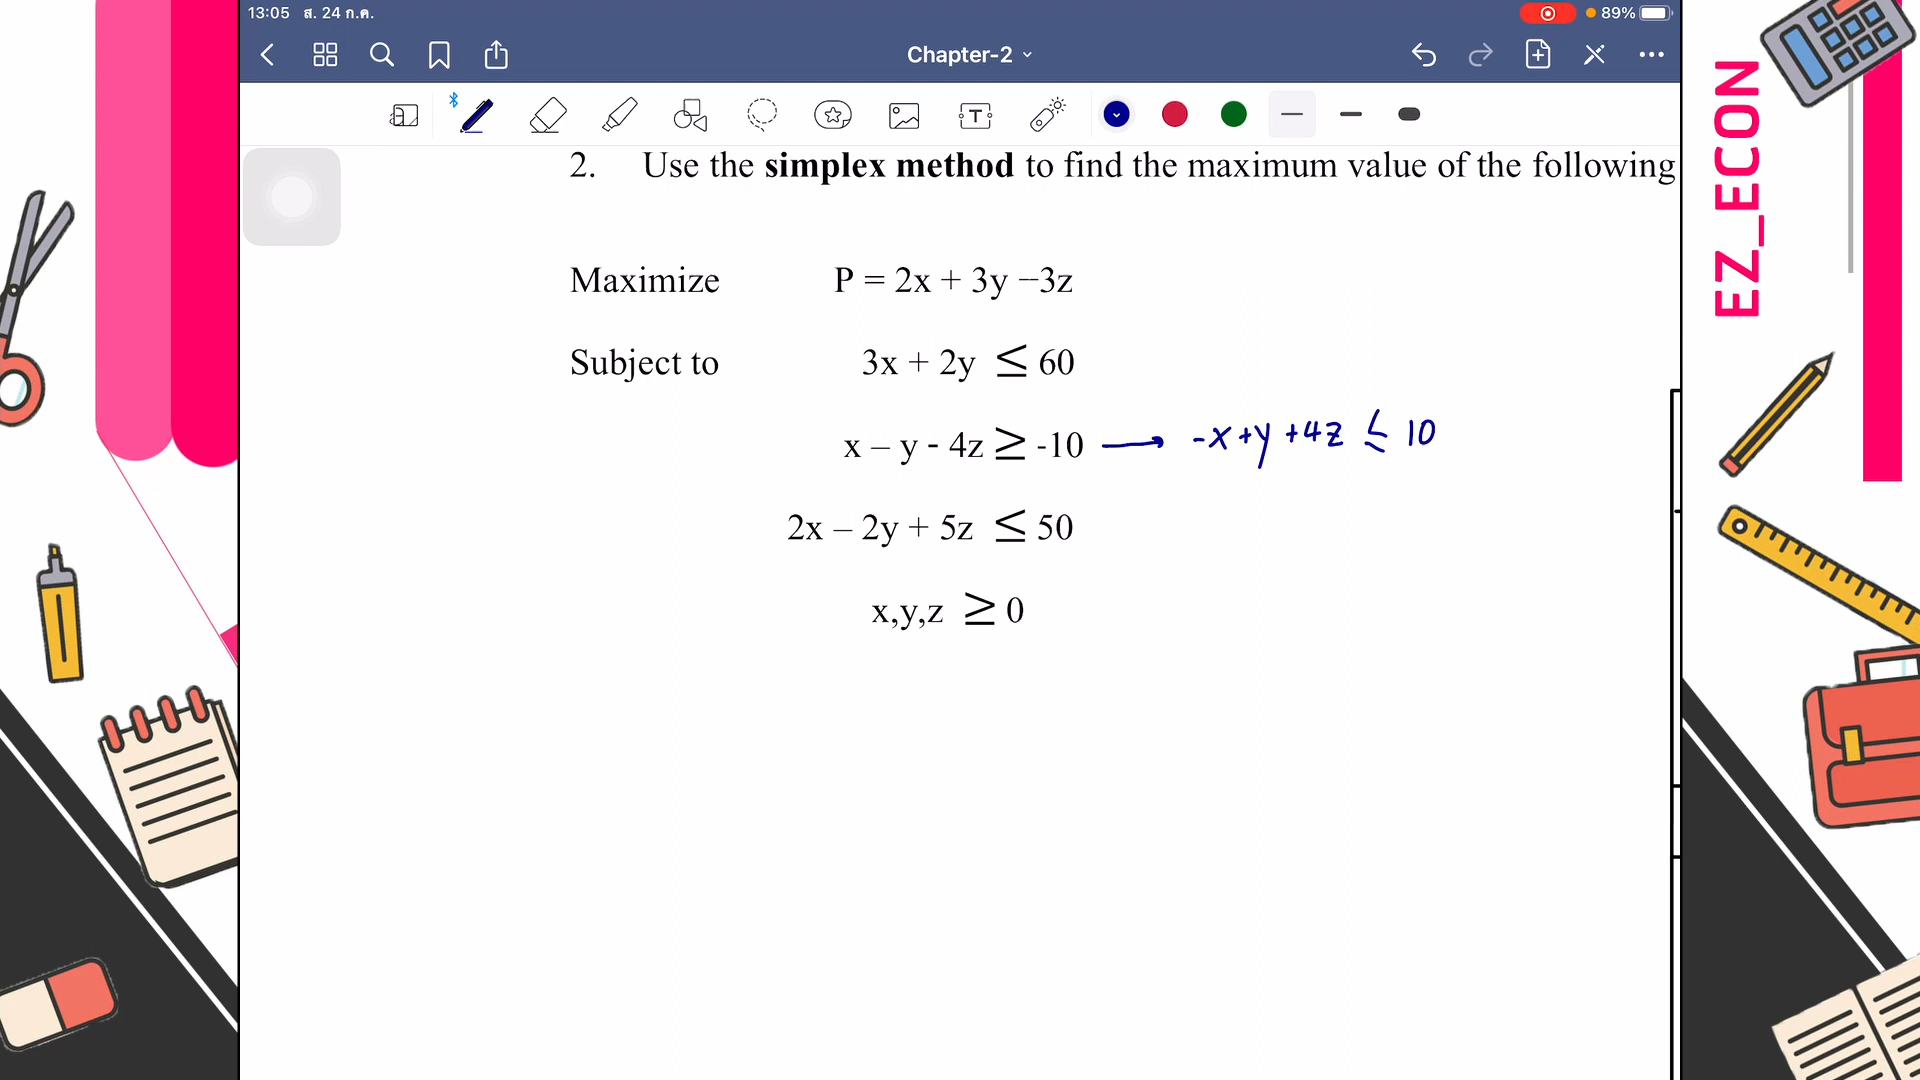 13:05 ส. 24 ก.ค.
89%
Chapter-2
2. Use the simplex method to find the maximum value of the following
Maximize P = 2x + 3y −3z
Subject to 3x + 2y ≤ 60
x – y - 4z ≥ -10 → -x+y+4z ≤ 10
2x – 2y + 5z ≤ 50
x,y,z ≥ 0
EZ_ECON